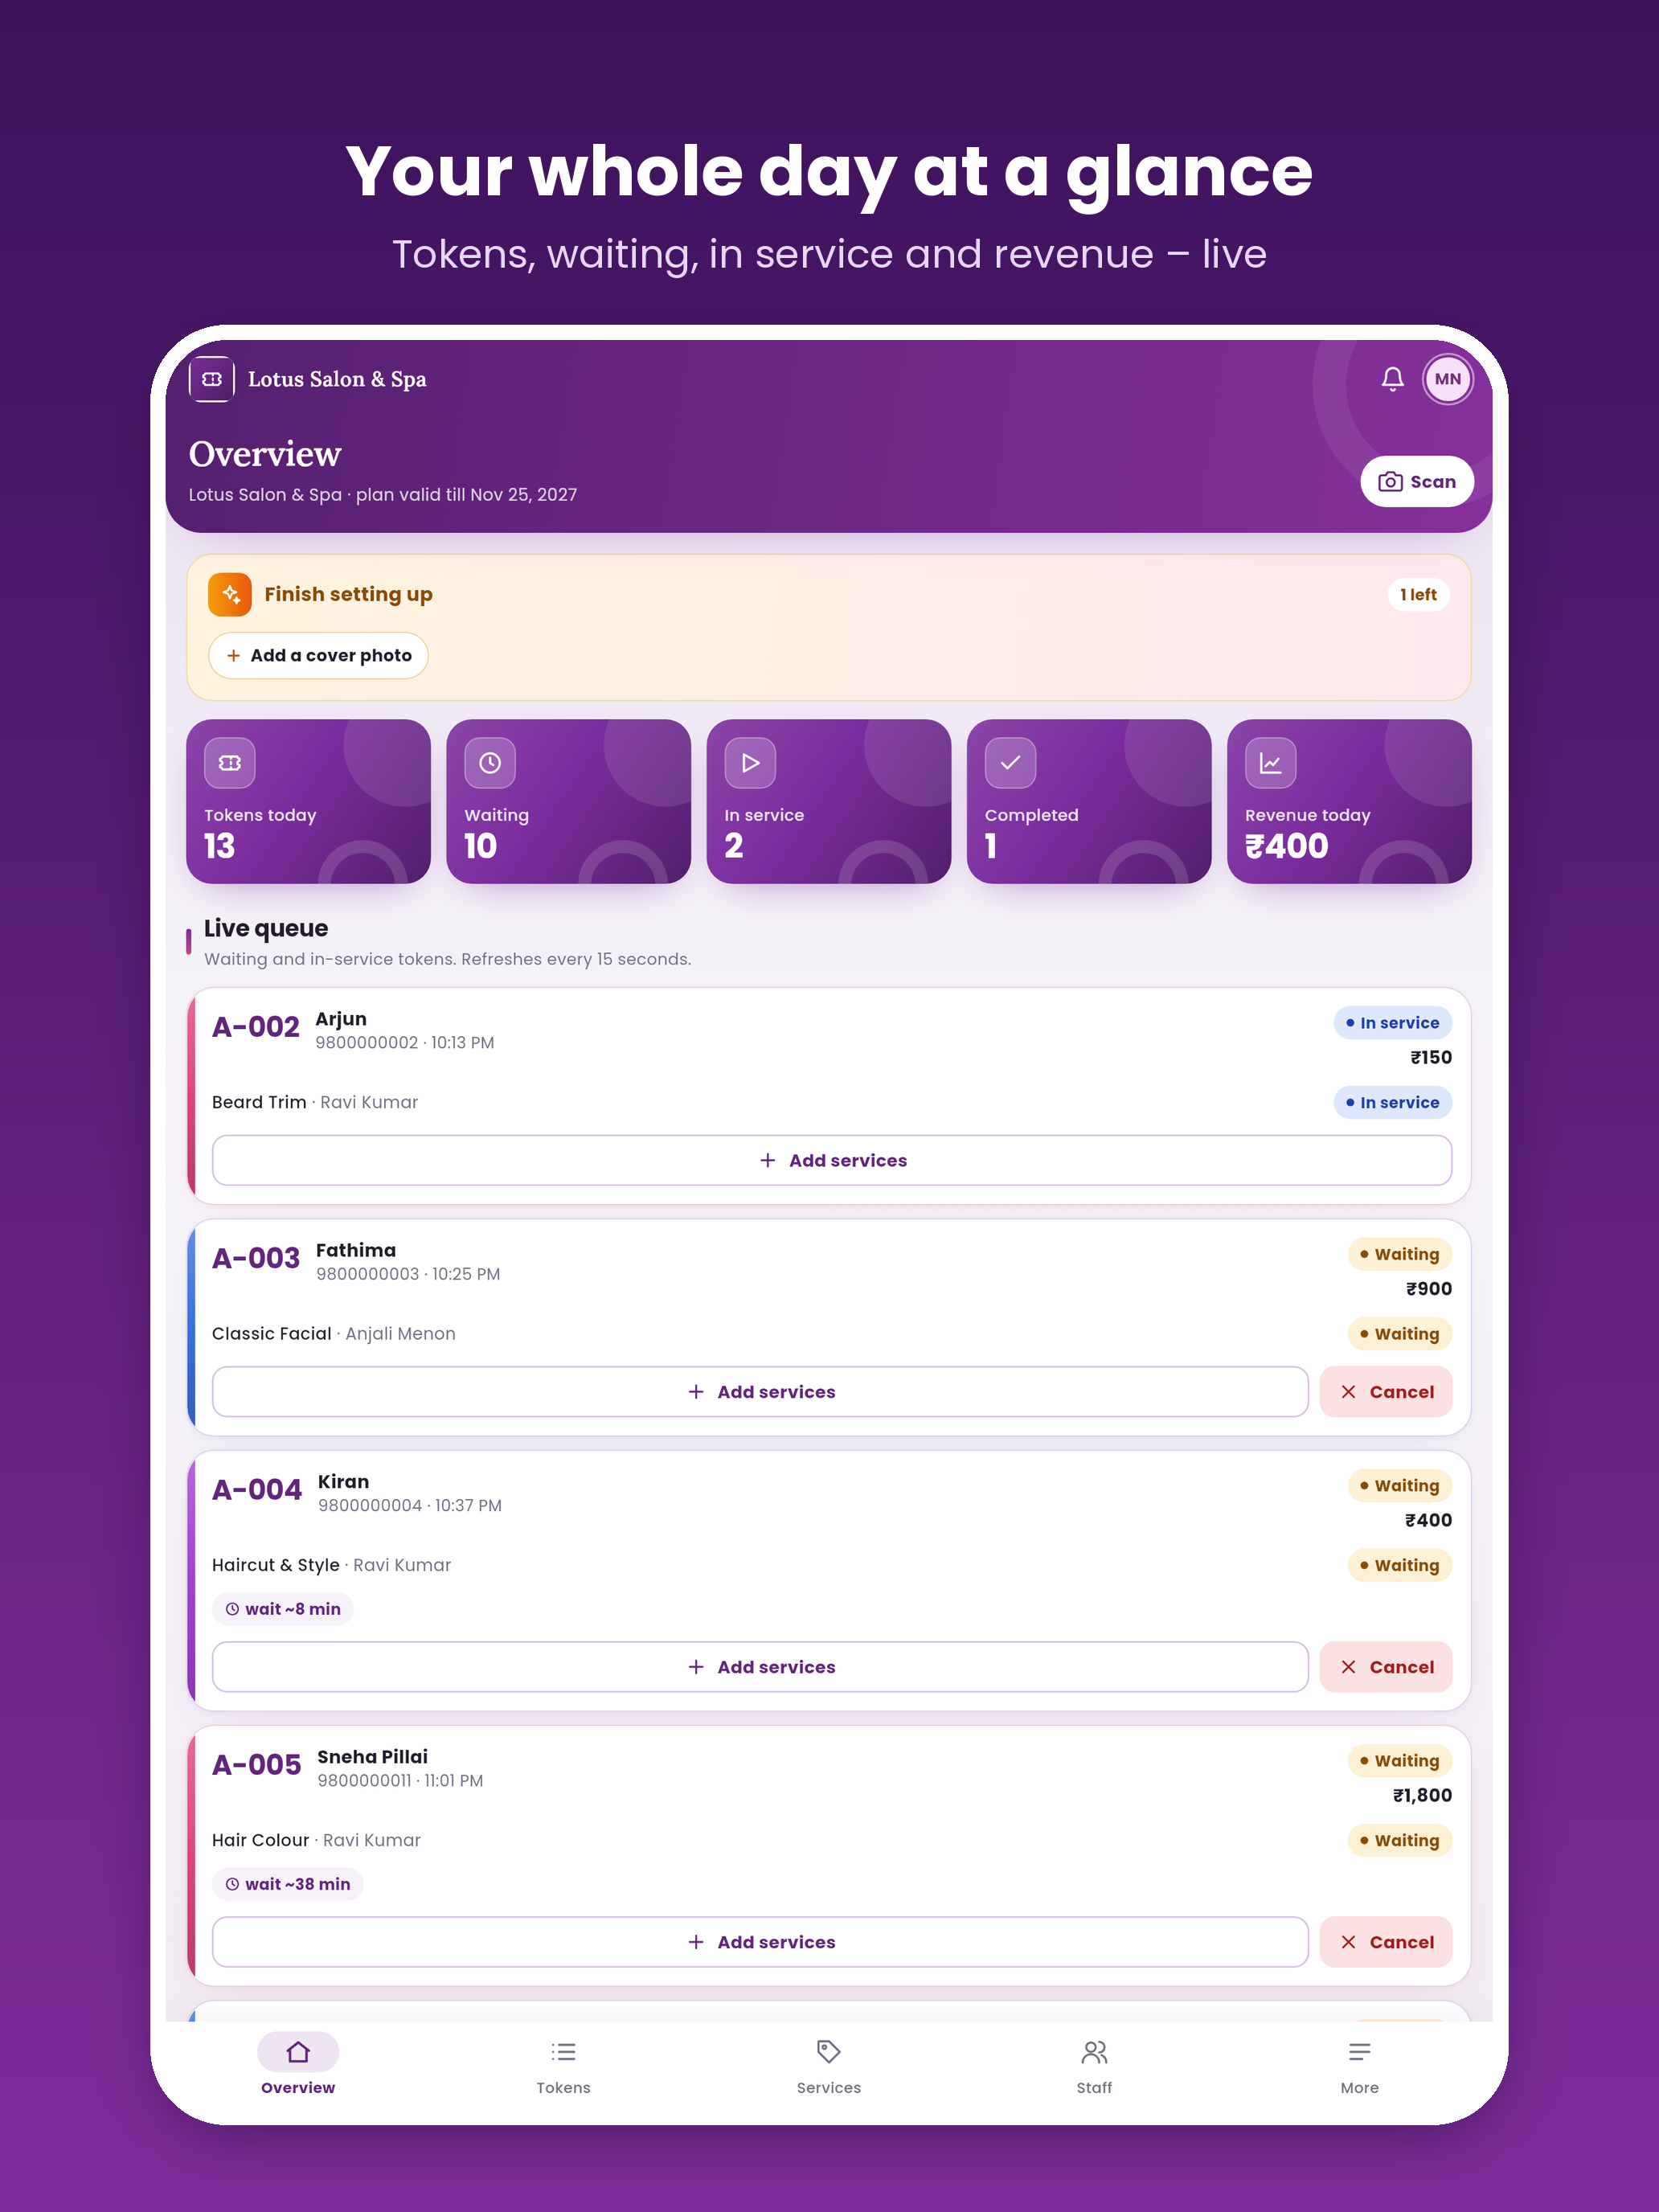 Your whole day at a glance
Tokens, waiting, in service and revenue – live
Lotus Salon & Spa
MN
Overview
Lotus Salon & Spa · plan valid till Nov 25, 2027
Scan
Finish setting up
1 left
+ Add a cover photo
Tokens today
13
Waiting
10
In service
2
Completed
1
Revenue today
₹400
Live queue
Waiting and in-service tokens. Refreshes every 15 seconds.
A-002
Arjun
9800000002 · 10:13 PM
In service
₹150
Beard Trim · Ravi Kumar
In service
+ Add services
A-003
Fathima
9800000003 · 10:25 PM
Waiting
₹900
Classic Facial · Anjali Menon
Waiting
+ Add services
Cancel
A-004
Kiran
9800000004 · 10:37 PM
Waiting
₹400
Haircut & Style · Ravi Kumar
Waiting
wait ~8 min
+ Add services
Cancel
A-005
Sneha Pillai
9800000011 · 11:01 PM
Waiting
₹1,800
Hair Colour · Ravi Kumar
Waiting
wait ~38 min
+ Add services
Cancel
Overview
Tokens
Services
Staff
More